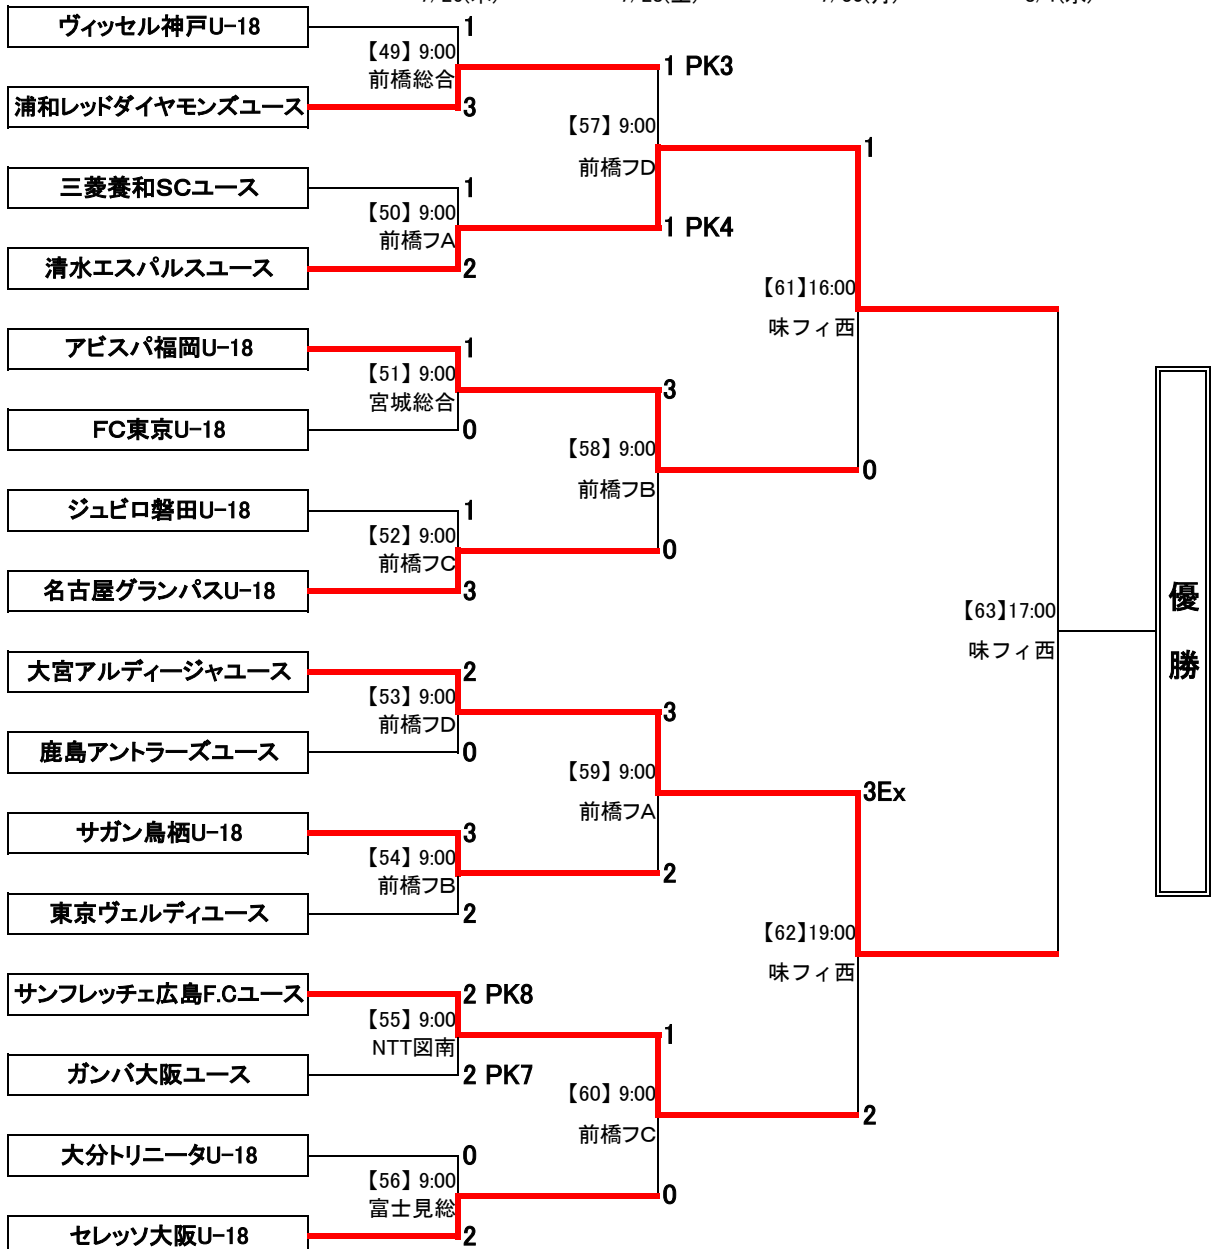 ヴィッセル神戸U-18
1
【49】 9:00
前橋総合
1 PK3
浦和レッドダイヤモンズユース
3
【57】 9:00
前橋フD
1
三菱養和SCユース
1
【50】 9:00
前橋フA
1 PK4
清水エスパルスユース
2
【61】16:00
味フィ西
アビスパ福岡U-18
1
【51】 9:00
宮城総合
3
FC東京U-18
0
【58】 9:00
前橋フB
0
ジュビロ磐田U-18
1
【52】 9:00
前橋フC
0
名古屋グランパスU-18
3
【63】17:00
味フィ西
優勝
大宮アルディージャユース
2
【53】 9:00
前橋フD
3
鹿島アントラーズユース
0
【59】 9:00
前橋フA
3Ex
サガン鳥栖U-18
3
【54】 9:00
前橋フB
2
東京ヴェルディユース
2
【62】19:00
味フィ西
サンフレッチェ広島F.Cユース
2 PK8
【55】 9:00
NTT図南
1
ガンバ大阪ユース
2 PK7
【60】 9:00
前橋フC
2
大分トリニータU-18
0
【56】 9:00
富士見総
0
セレッソ大阪U-18
2